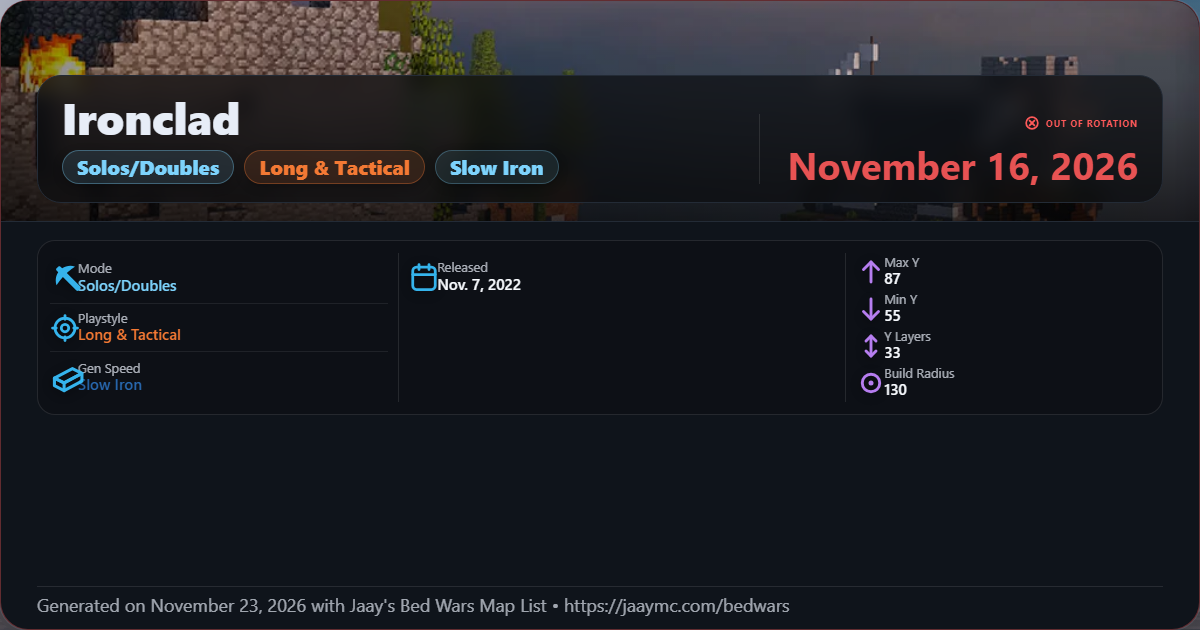 Ironclad
Solos/Doubles
Long & Tactical
Slow Iron
OUT OF ROTATION
November 16, 2026
Mode
Solos/Doubles
Playstyle
Long & Tactical
Gen Speed
Slow Iron
Released
Nov. 7, 2022
Max Y
87
Min Y
55
Y Layers
33
Build Radius
130
Generated on November 23, 2026 with Jaay's Bed Wars Map List • https://jaaymc.com/bedwars